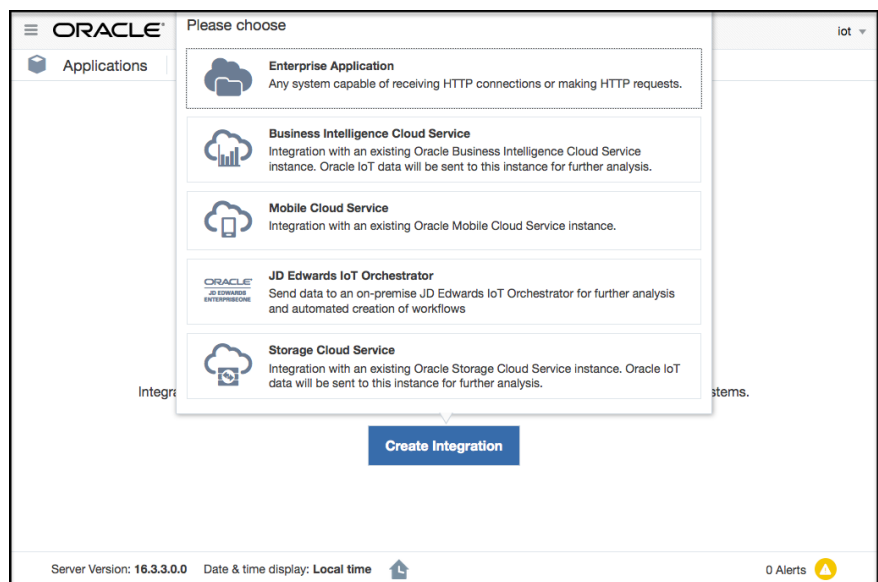 ORACLE
Please choose
iot
Applications
Enterprise Application
Any system capable of receiving HTTP connections or making HTTP requests.
Business Intelligence Cloud Service
Integration with an existing Oracle Business Intelligence Cloud Service
instance. Oracle IoT data will be sent to this instance for further analysis.
Mobile Cloud Service
Integration with an existing Oracle Mobile Cloud Service instance.
ORACLE
JD EDWARDS
ENTERPRISEONE
JD Edwards IoT Orchestrator
Send data to an on-premise JD Edwards IoT Orchestrator for further analysis
and automated creation of workflows
Storage Cloud Service
Integration with an existing Oracle Storage Cloud Service instance. Oracle IoT
data will be sent to this instance for further analysis.
Integra stems.
Create Integration
Server Version: 16.3.3.0.0 Date & time display: Local time 0 Alerts